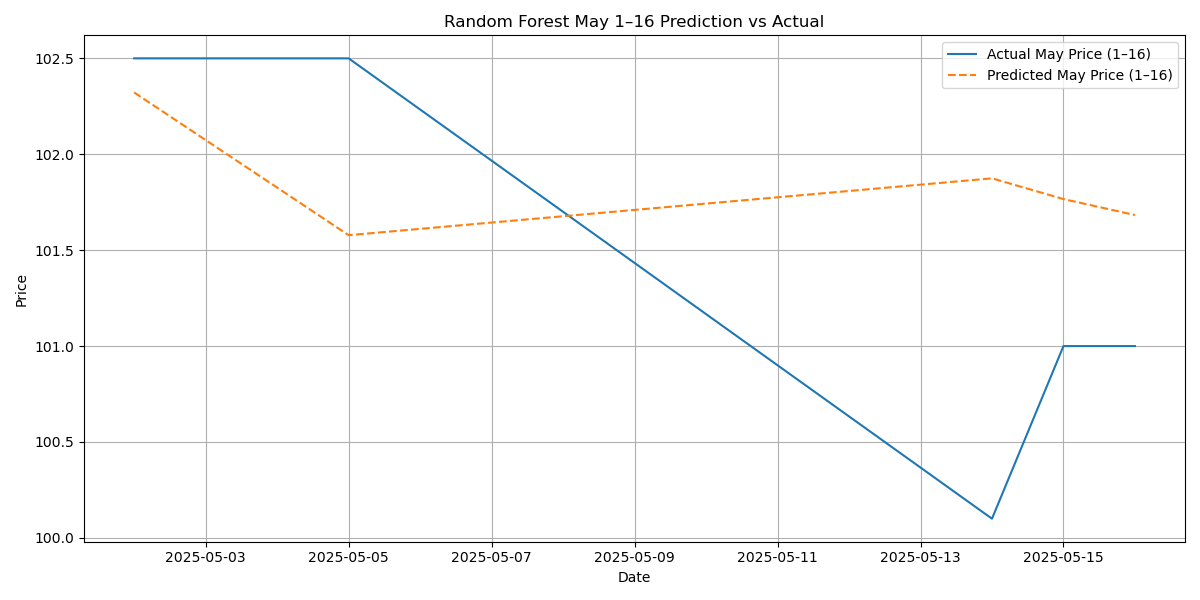 Random Forest May 1–16 Prediction vs Actual
Actual May Price (1–16)
Predicted May Price (1–16)
Price
102.5
102.0
101.5
101.0
100.5
100.0
2025-05-03 2025-05-05 2025-05-07 2025-05-09 2025-05-11 2025-05-13 2025-05-15
Date